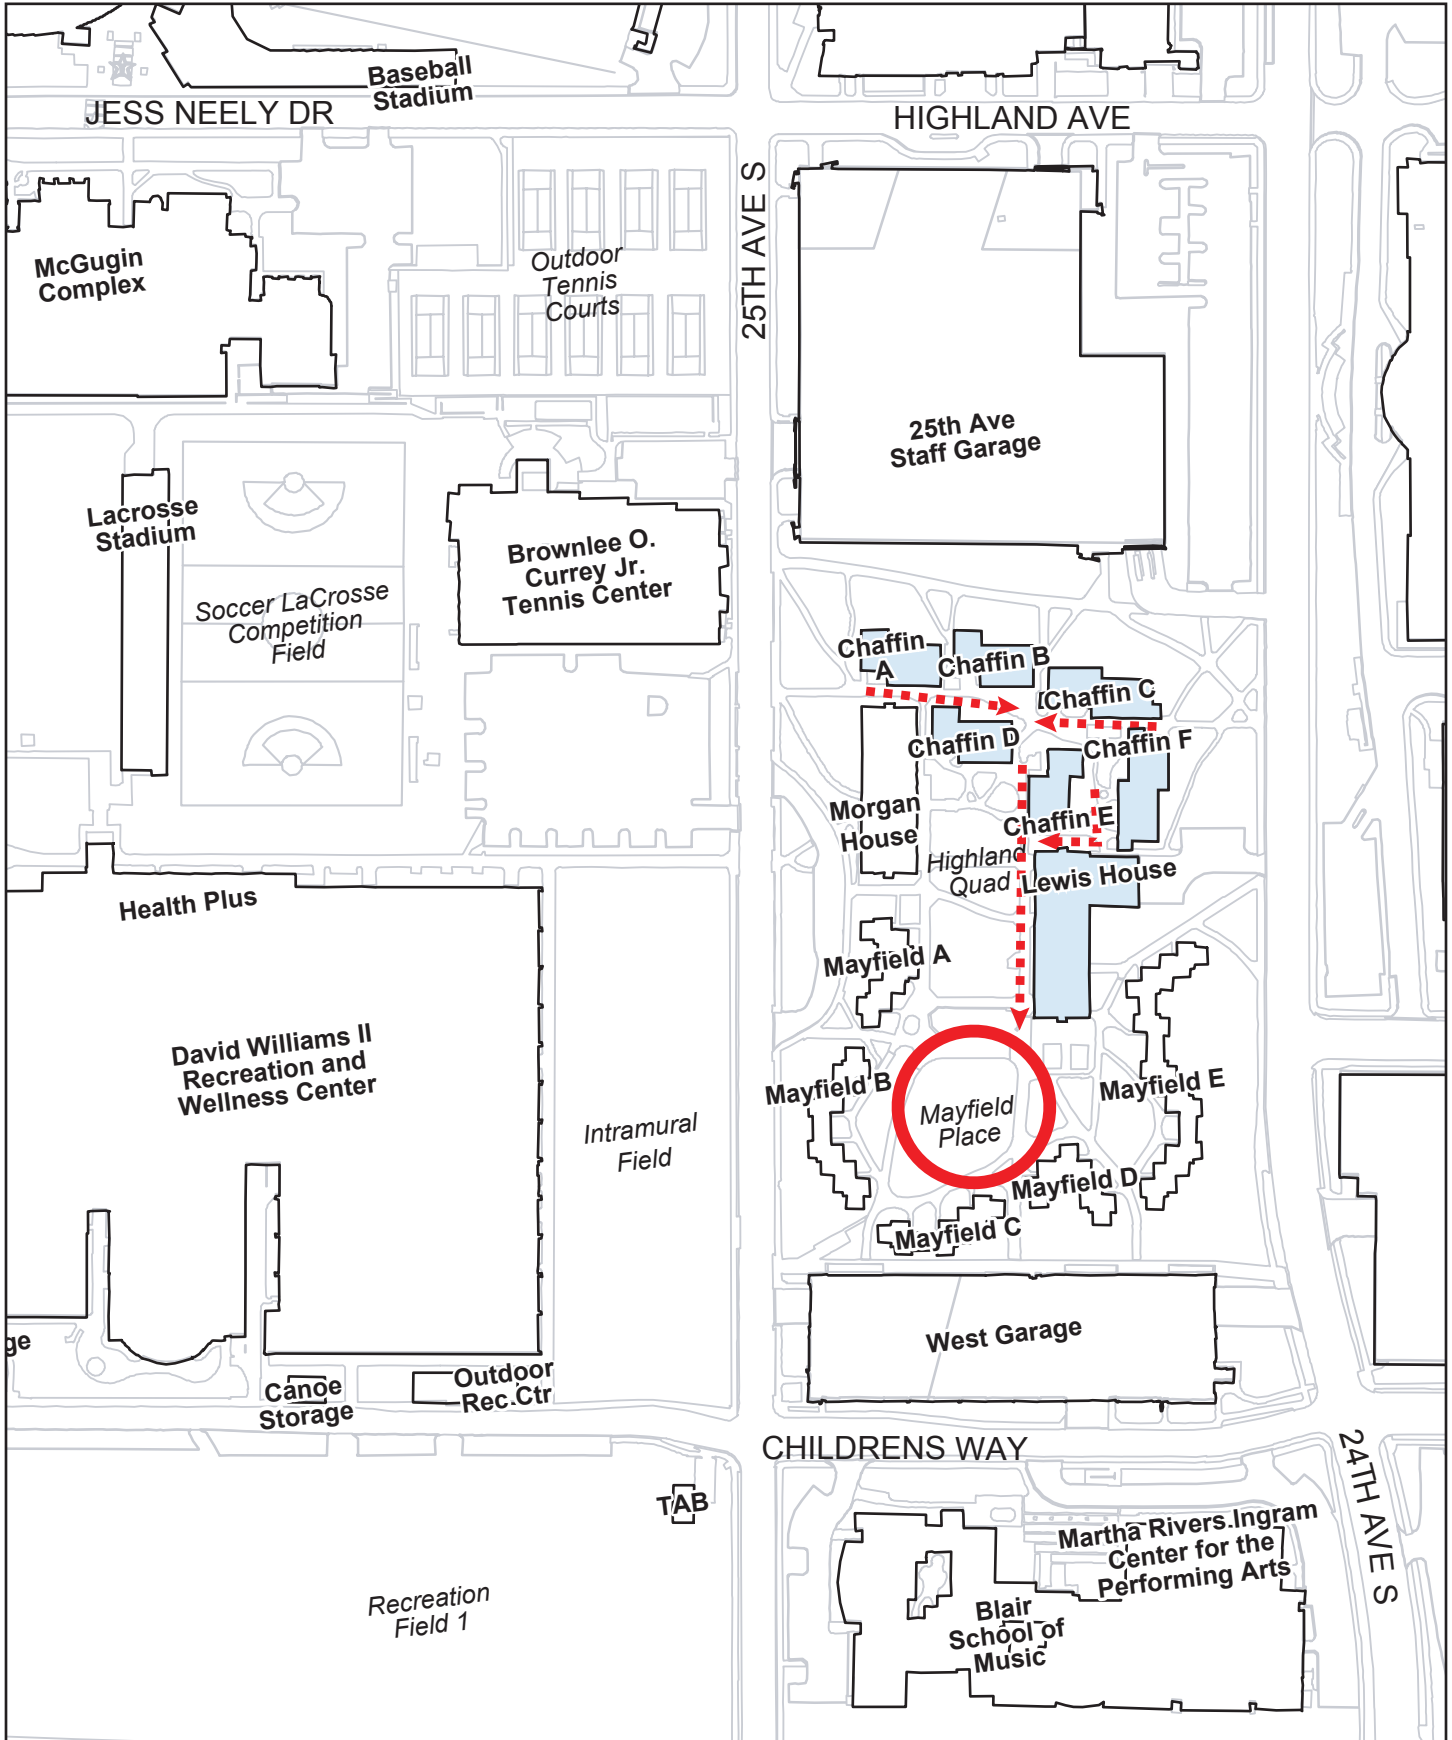 Baseball
Stadium
JESS NEELY DR
HIGHLAND AVE
25TH AVE S
McGugin
Complex
Outdoor
Tennis
Courts
25th Ave
Staff Garage
Lacrosse
Stadium
Brownlee O.
Currey Jr.
Tennis Center
Soccer LaCrosse
Competition
Field
Chaffin
A
Chaffin B
Chaffin C
Chaffin D
Chaffin F
Morgan
House
Chaffin E
Highland
Quad
Lewis House
Health Plus
Mayfield A
David Williams II
Recreation and
Wellness Center
Mayfield B
Mayfield E
Mayfield
Place
Intramural
Field
Mayfield D
Mayfield C
West Garage
ge
Canoe
Storage
Outdoor
Rec Ctr
CHILDRENS WAY
24TH AVE S
TAB
Martha Rivers Ingram
Center for the
Performing Arts
Blair
School of
Music
Recreation
Field 1